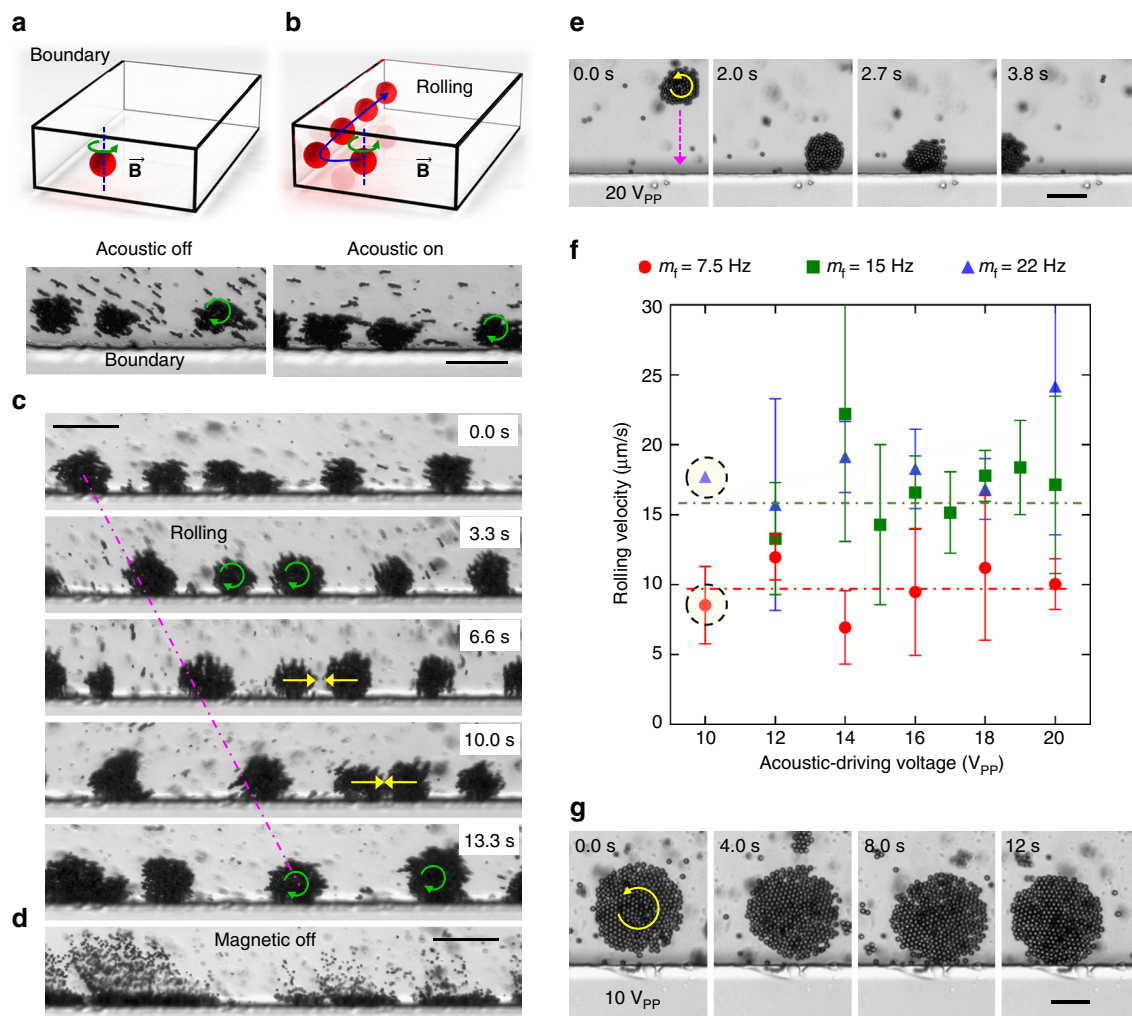 a
b
Boundary
B
Rolling
B
Acoustic off
Acoustic on
Boundary
c
0.0 s
Rolling
3.3 s
6.6 s
10.0 s
13.3 s
d
Magnetic off
e
0.0 s
2.0 s
2.7 s
3.8 s
20 VPP
f
mf = 7.5 Hz
mf = 15 Hz
mf = 22 Hz
30
25
20
15
10
5
0
Rolling velocity (μm/s)
10 12 14 16 18 20
Acoustic-driving voltage (VPP)
g
0.0 s
4.0 s
8.0 s
12 s
10 VPP